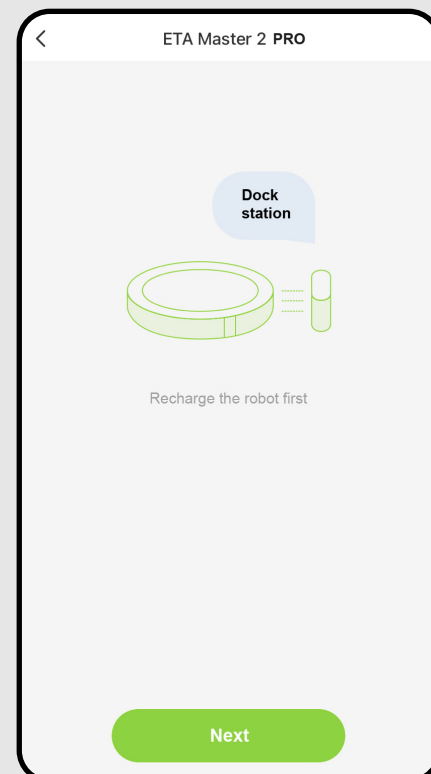 ETA Master 2 PRO
Dock
station
Recharge the robot first
Next